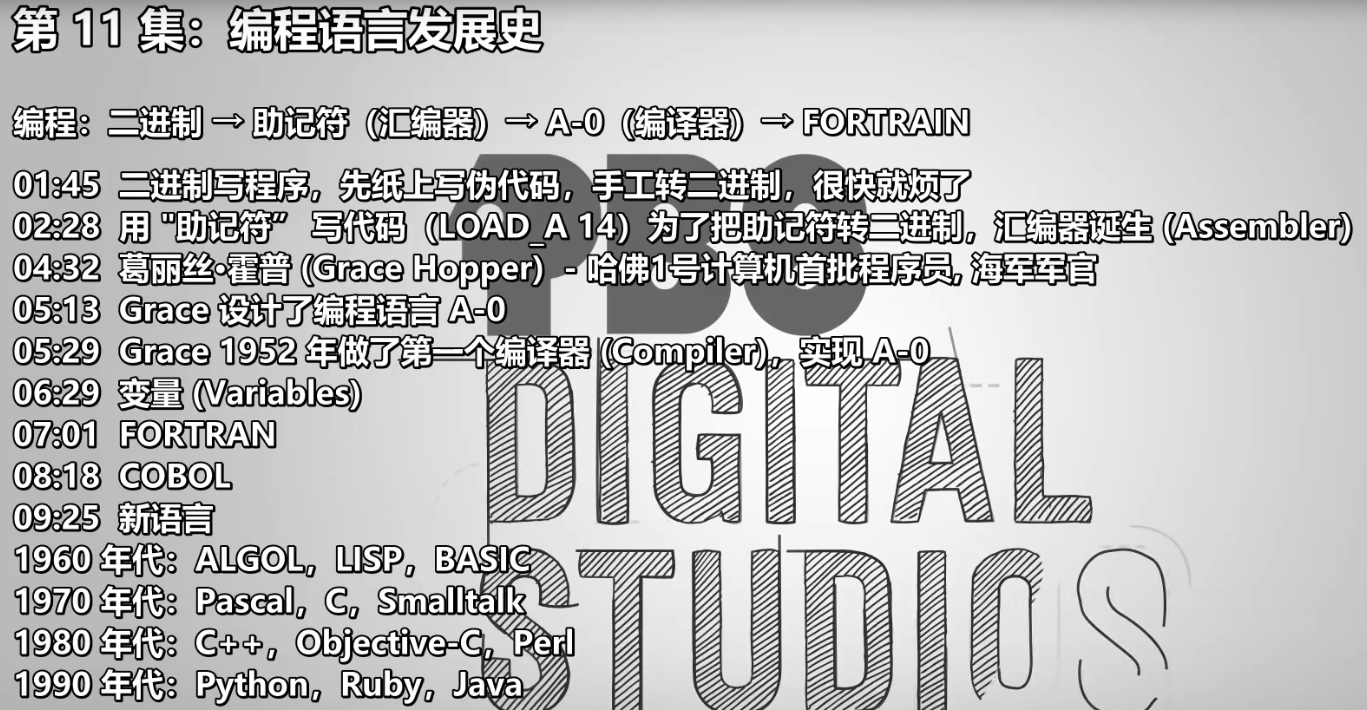 第 11 集：编程语言发展史
编程：二进制 → 助记符（汇编器）→ A-0（编译器）→ FORTRAIN
01:45 二进制写程序，先纸上写伪代码，手工转二进制，很快就烦了
02:28 用 "助记符” 写代码（LOAD_A 14）为了把助记符转二进制，汇编器诞生 (Assembler)
04:32 葛丽丝·霍普 (Grace Hopper）- 哈佛1号计算机首批程序员, 海军军官
05:13 Grace 设计了编程语言 A-0
05:29 Grace 1952 年做了第一个编译器 (Compiler)，实现 A-0
06:29 变量 (Variables)
07:01 FORTRAN
08:18 COBOL
09:25 新语言
1960 年代：ALGOL，LISP，BASIC
1970 年代：Pascal，C，Smalltalk
1980 年代：C++，Objective-C，Perl
1990 年代：Python，Ruby，Java
PBS
DIGITAL
STUDIOS